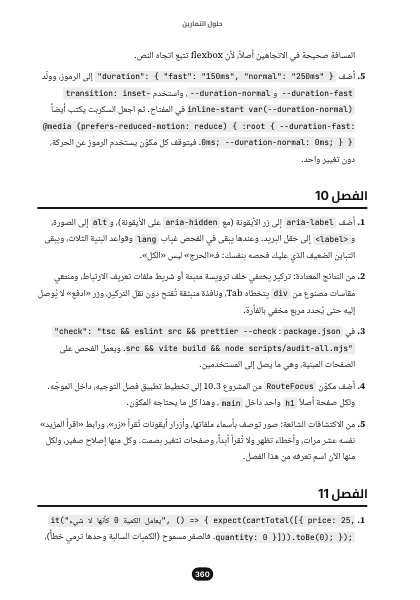 حلول التمارين
المسافة صحيحة في الاتجاهين أصلاً، لأن flexbox تتبع اتجاه النص.
5. أضف "duration": { "fast": "150ms", "normal": "250ms" } إلى الرموز، وولّد
--duration-fast و --duration-normal، واستخدم transition: inset-
inline-start var(--duration-normal) في المفتاح. ثم اجعل السكربت يكتب أيضاً
@media (prefers-reduced-motion: reduce) { :root { --duration-fast:
0ms; --duration-normal: 0ms; } }. فيتوقف كل مكوّن يستخدم الرموز عن الحركة،
دون تغيير واحد.
الفصل 10
1. أضف aria-label إلى زر الأيقونة (مع aria-hidden على الأيقونة)، و alt إلى الصورة،
و <label> إلى حقل البريد. وعندها يبقى في الفحص غياب lang وقواعد البنية الثلاث، ويبقى
التباين الضعيف الذي عليك فحصه بنفسك: فـ«الحرج» ليس «الكل».
2. من النتائج المعتادة: تركيز يختفي خلف ترويسة مثبتة أو شريط ملفات تعريف الارتباط، ومنتقي
مقاسات مصنوع من div يتخطاه Tab، ونافذة منبثقة تُفتح دون نقل التركيز، وزر «ادفع» لا يُوصل
إليه حتى يُحدد مربع مخفي بالفأرة.
3. في package.json: "check": "tsc && eslint src && prettier --check
src && vite build && node scripts/audit-all.mjs". ويعمل الفحص على
الصفحات المبنية، وهي ما يصل إلى المستخدمين.
4. أضف مكوّن RouteFocus من المشروع 10.3 إلى تخطيط تطبيق فصل التوجيه، داخل الموجّه.
ولكل صفحة أصلاً h1 واحد داخل main، وهذا كل ما يحتاجه المكوّن.
5. من الاكتشافات الشائعة: صور توصف بأسماء ملفاتها، وأزرار أيقونات تُقرأ «زر»، ورابط «اقرأ المزيد»
نفسه عشر مرات، وأخطاء تظهر ولا تُقرأ أبداً، وصفحات تتغير بصمت. وكل منها إصلاح صغير، ولكل
منها الآن اسم تعرفه من هذا الفصل.
الفصل 11
1. it("يعامل الكمية 0 كأنها لا شيء", () => { expect(cartTotal([{ price: 25,
quantity: 0 }])).toBe(0); });. فالصفر مسموح (الكميات السالبة وحدها ترمي خطأً)،
360